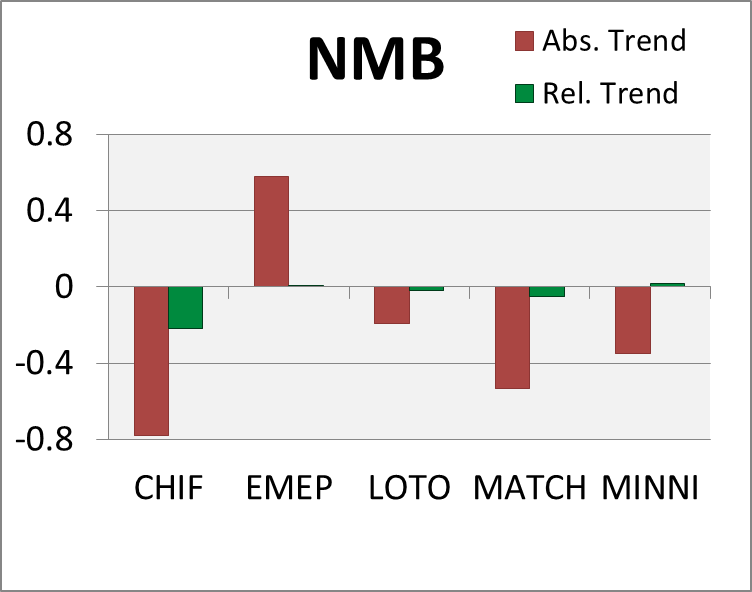 NMB
Abs. Trend
Rel. Trend
0.8
0.4
0
-0.4
-0.8
CHIF EMEP LOTO MATCH MINNI